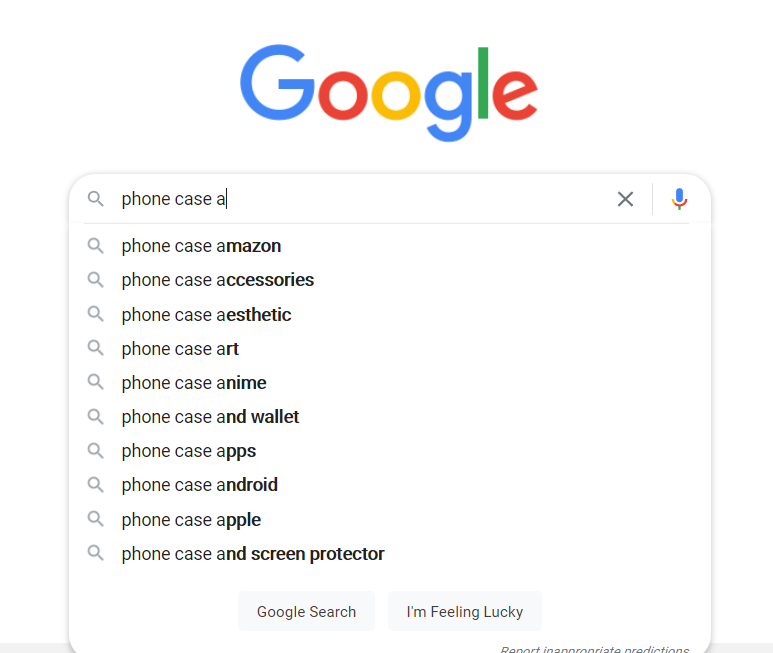 Google
phone case a
phone case amazon
phone case accessories
phone case aesthetic
phone case art
phone case anime
phone case and wallet
phone case apps
phone case android
phone case apple
phone case and screen protector
Google Search
I'm Feeling Lucky
Report inappropriate predictions